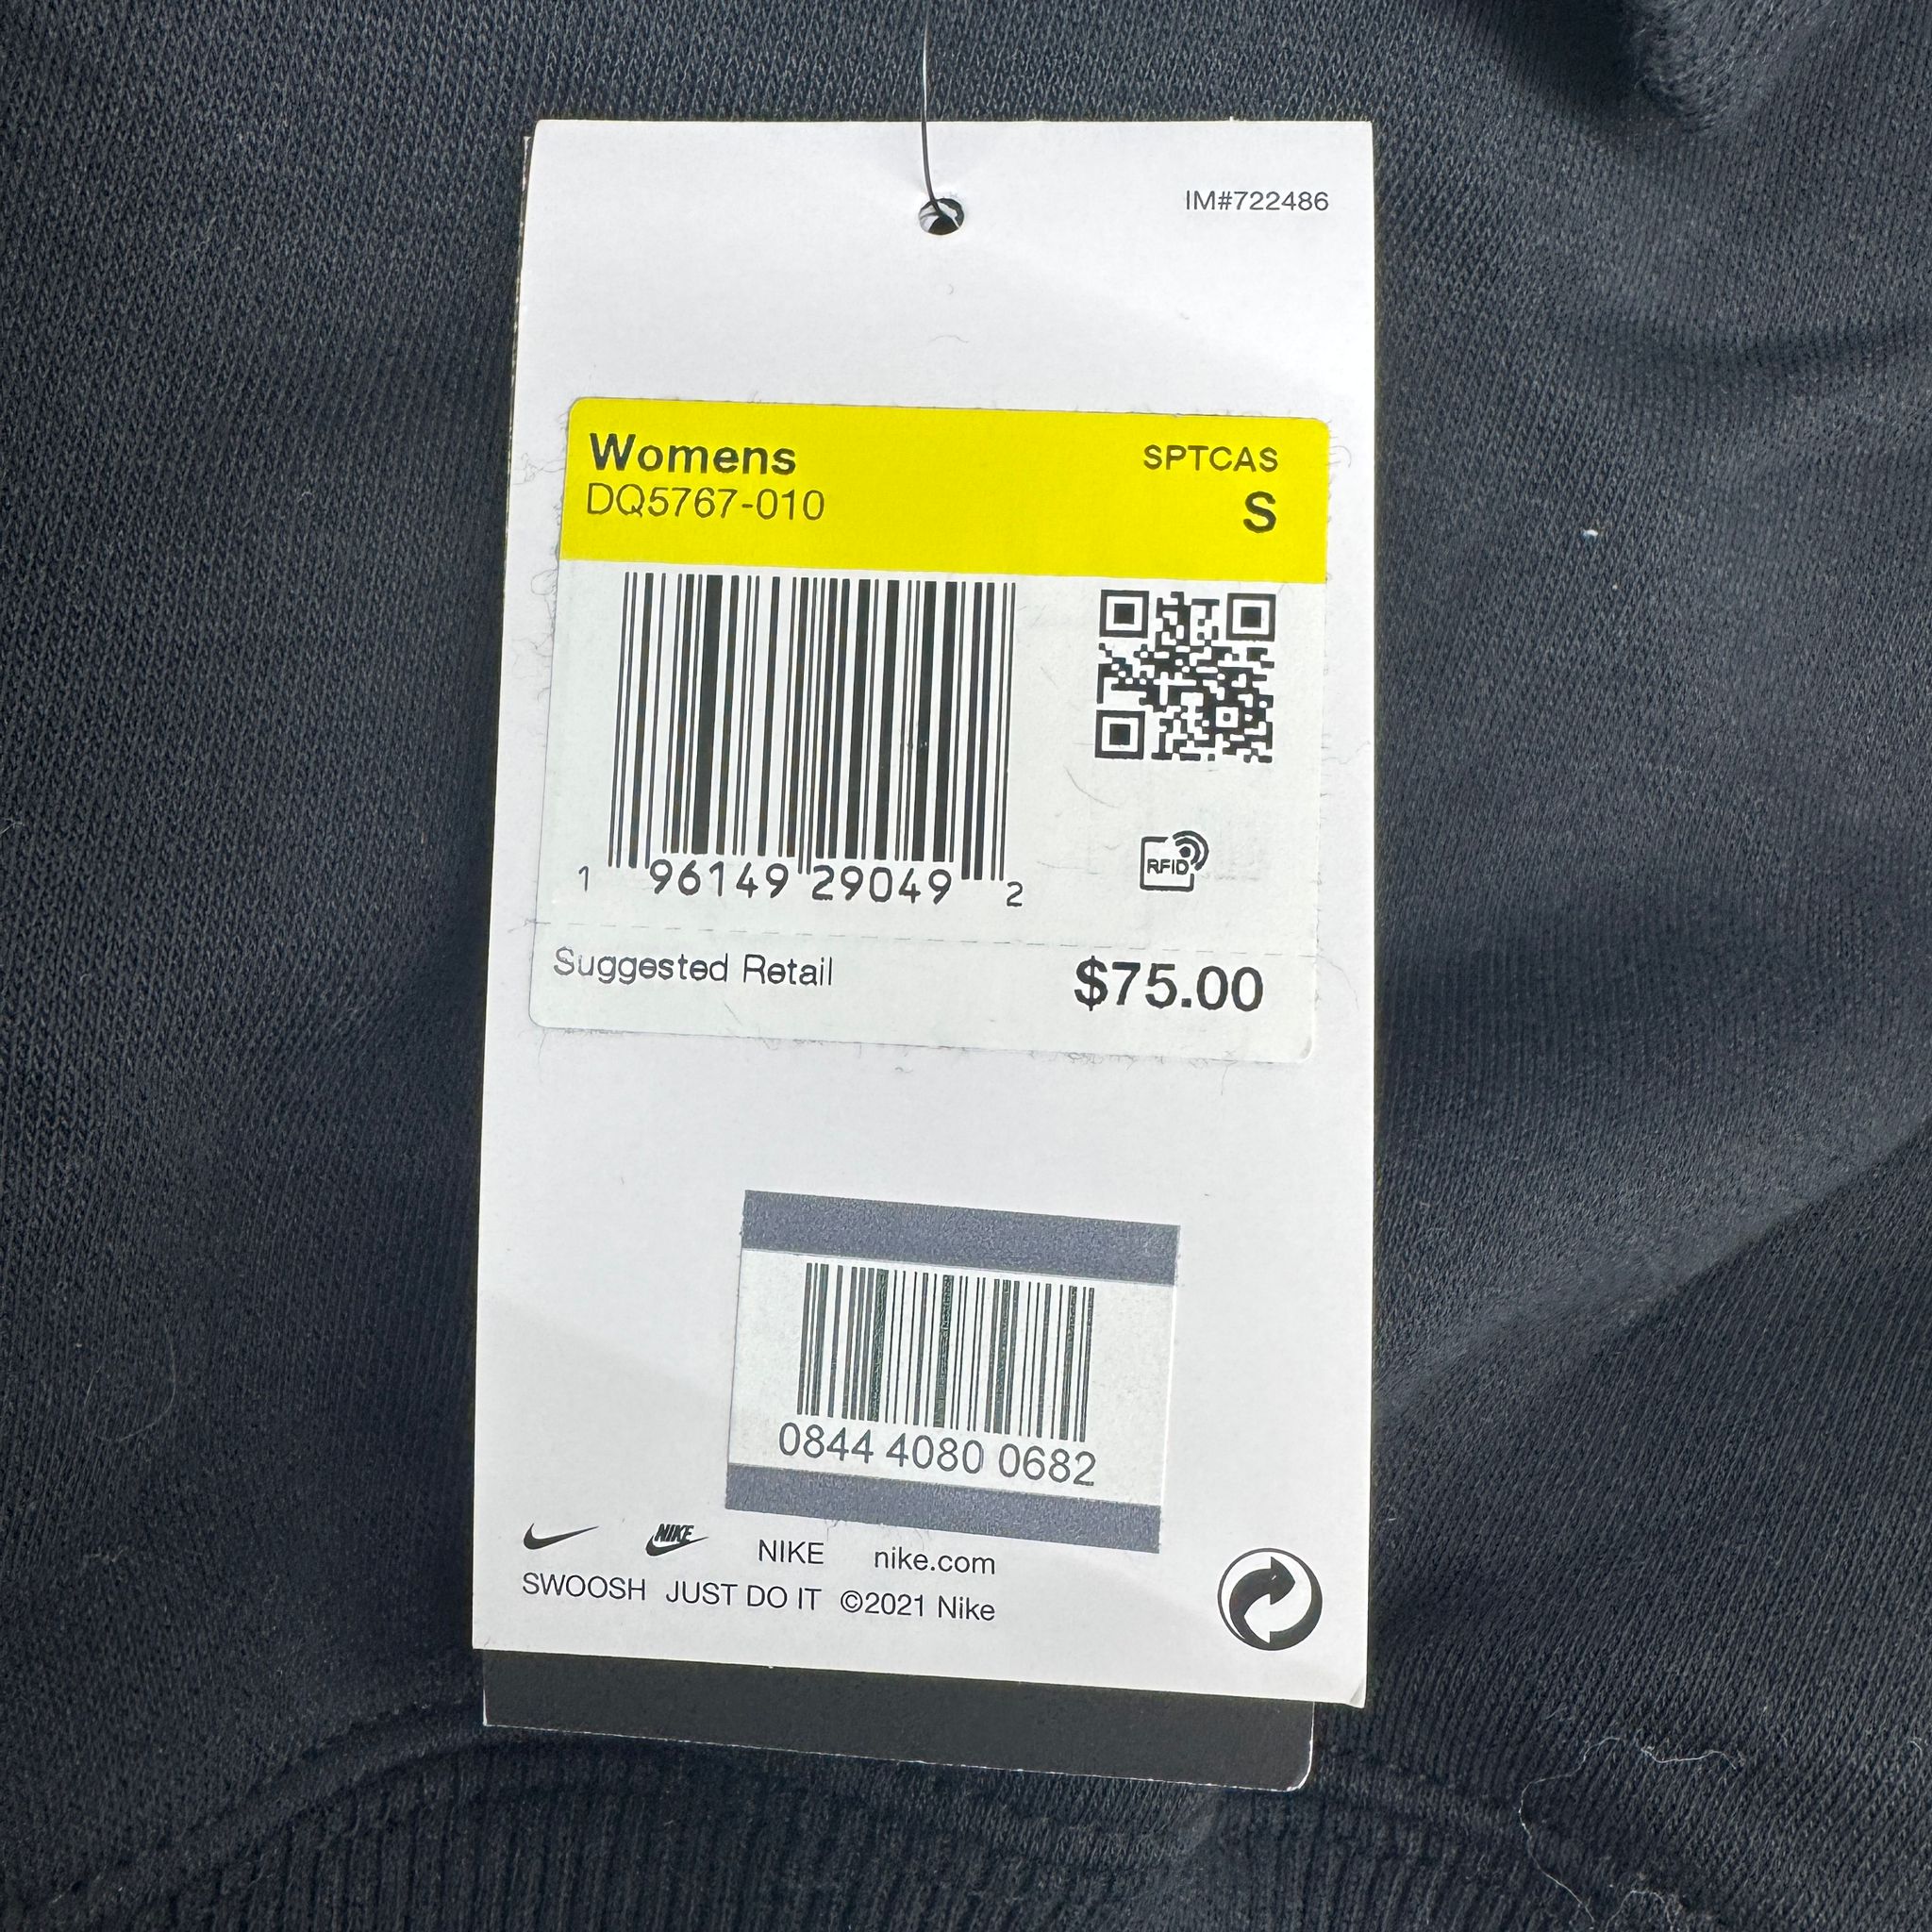 IM#722486
Womens SPTCAS
DQ5767-010 S
RFID
1 96149 29049 2
Suggested Retail $75.00
0844 4080 0682
NIKE NIKE nike.com
SWOOSH JUST DO IT ©2021 Nike